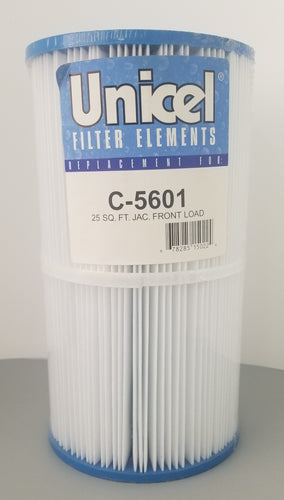 Unicel®
FILTER ELEMENTS
REPLACEMENT FOR:
C-5601
25 SQ. FT. JAC. FRONT LOAD